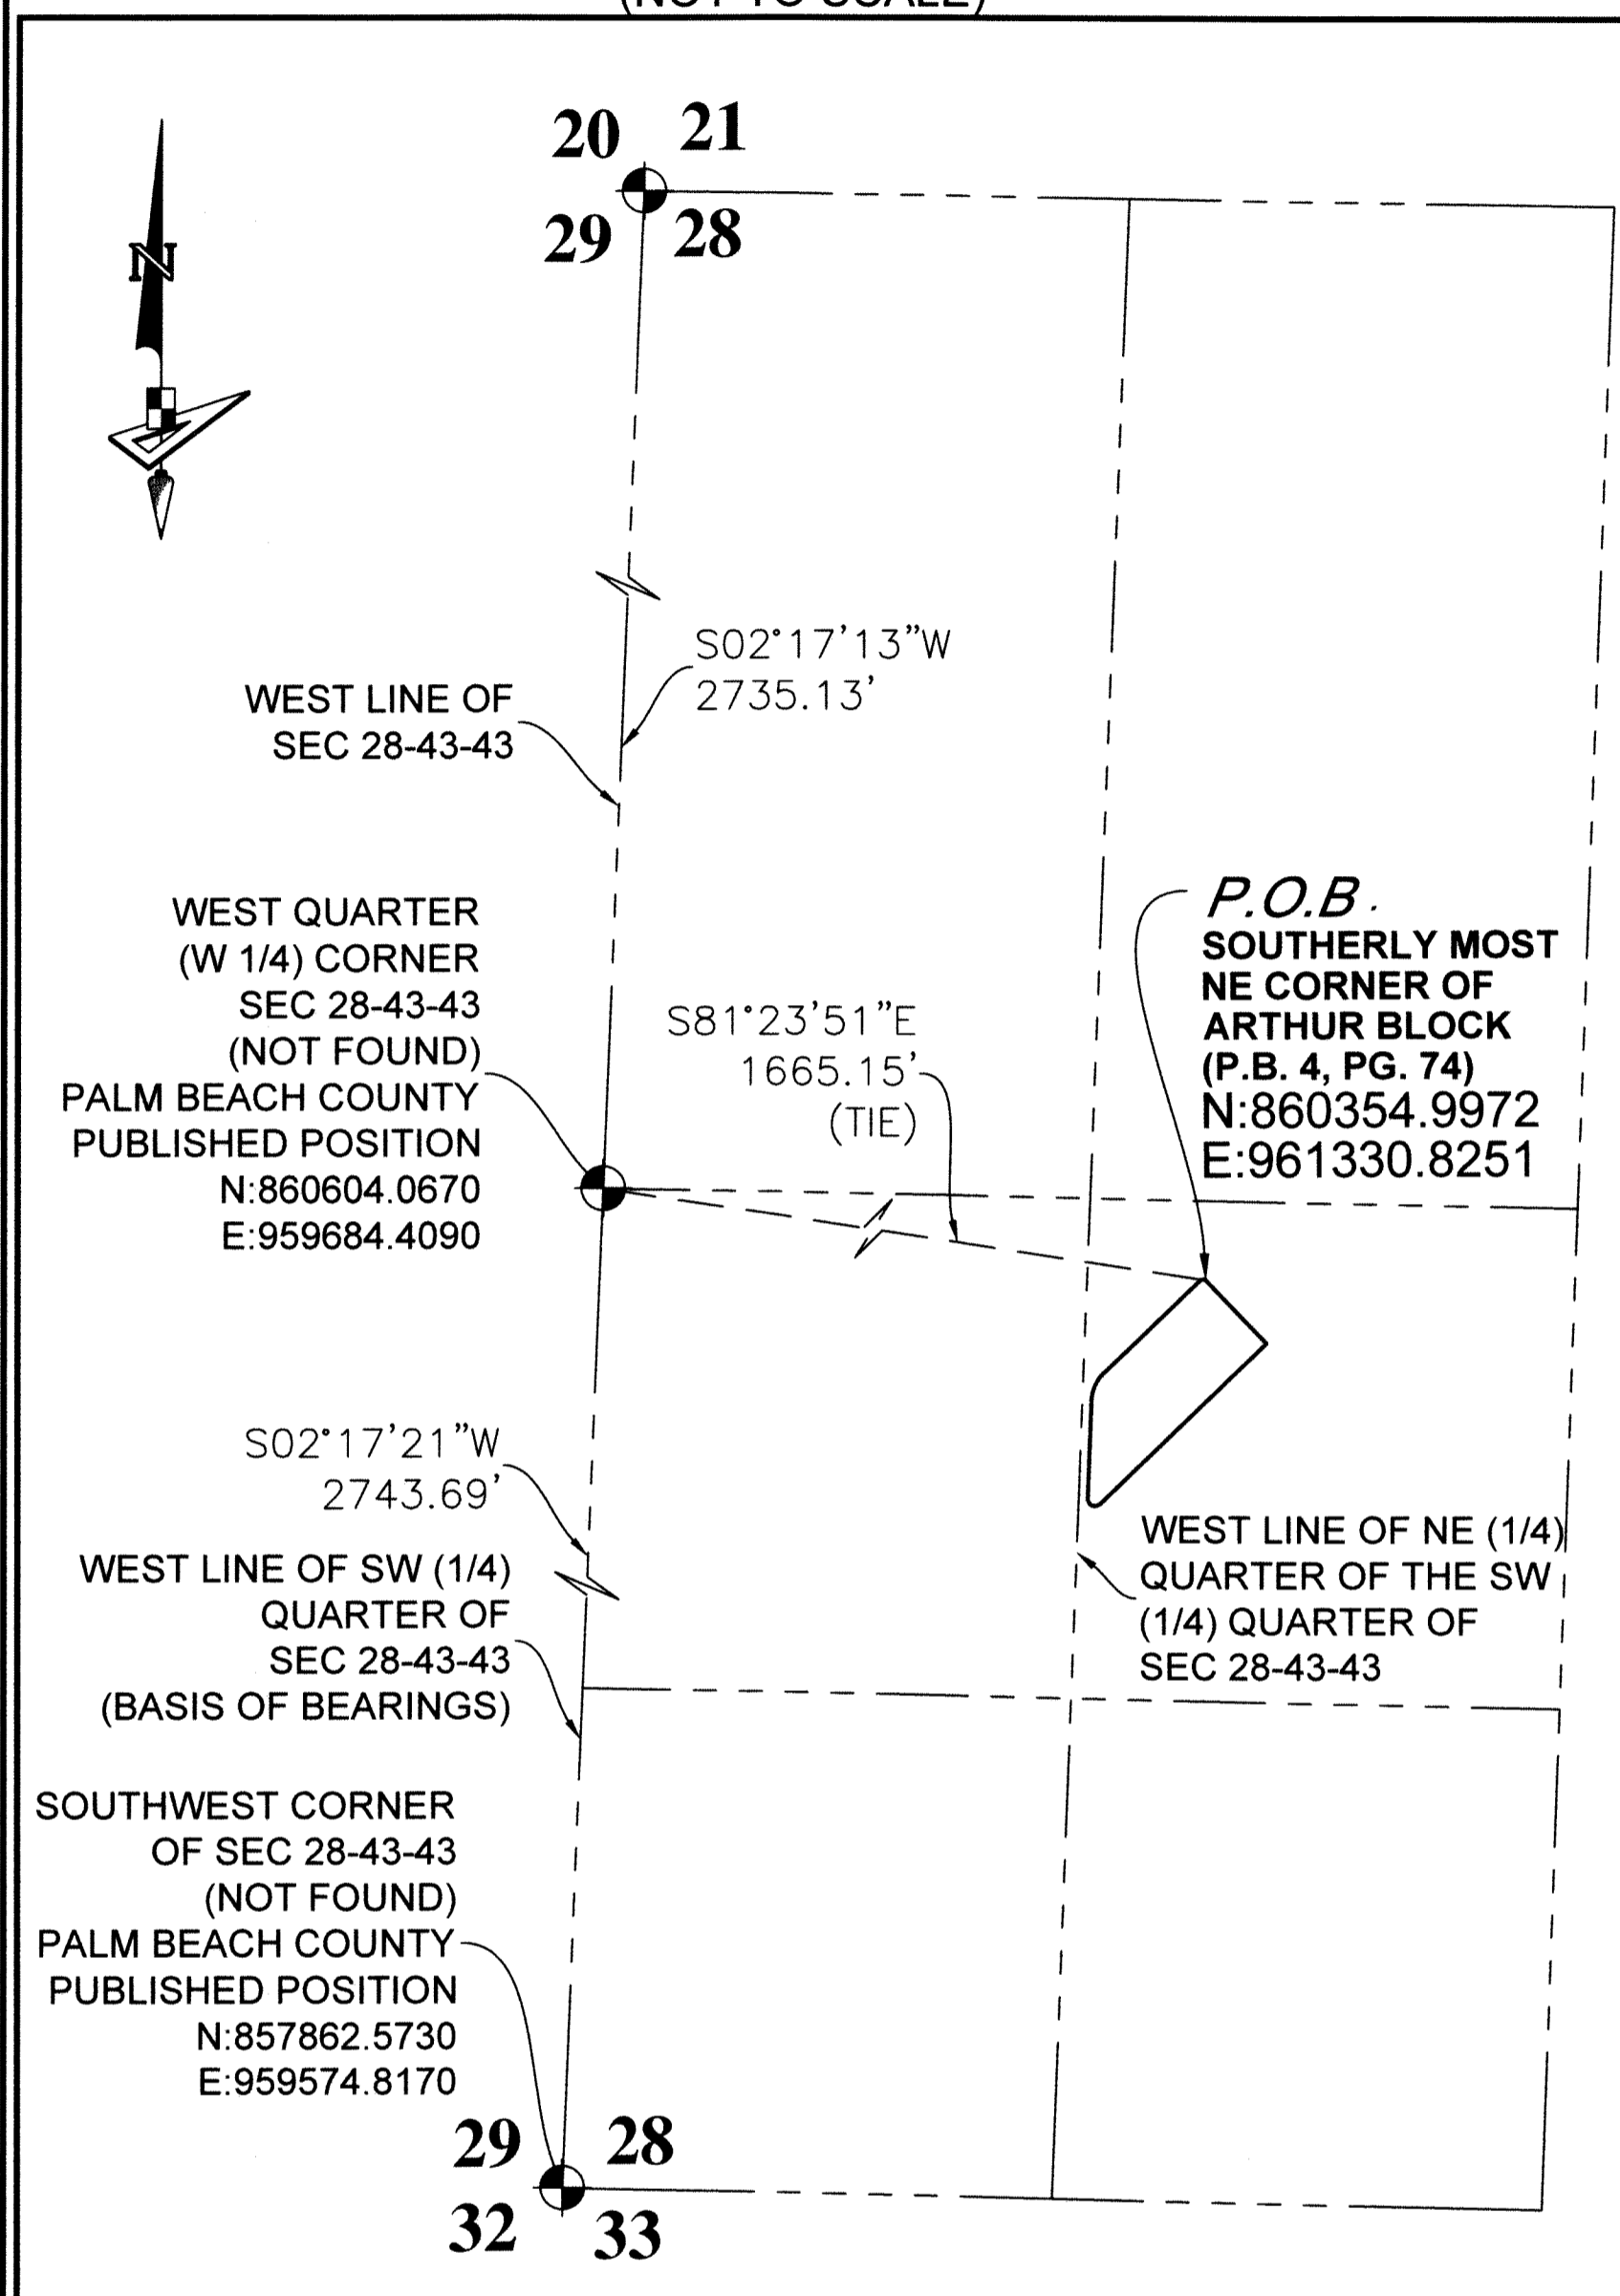 (NOT TO SCALE)
20 21
29 28
N
S02°17'13"W
2735.13'
WEST LINE OF
SEC 28-43-43
WEST QUARTER
(W 1/4) CORNER
SEC 28-43-43
(NOT FOUND)
PALM BEACH COUNTY
PUBLISHED POSITION
N:860604.0670
E:959684.4090
P.O.B.
SOUTHERLY MOST
NE CORNER OF
ARTHUR BLOCK
(P.B. 4, PG. 74)
N:860354.9972
E:961330.8251
S81°23'51"E
1665.15'
(TIE)
S02°17'21"W
2743.69'
WEST LINE OF SW (1/4)
QUARTER OF
SEC 28-43-43
(BASIS OF BEARINGS)
WEST LINE OF NE (1/4)
QUARTER OF THE SW
(1/4) QUARTER OF
SEC 28-43-43
SOUTHWEST CORNER
OF SEC 28-43-43
(NOT FOUND)
PALM BEACH COUNTY
PUBLISHED POSITION
N:857862.5730
E:959574.8170
29 28
32 33